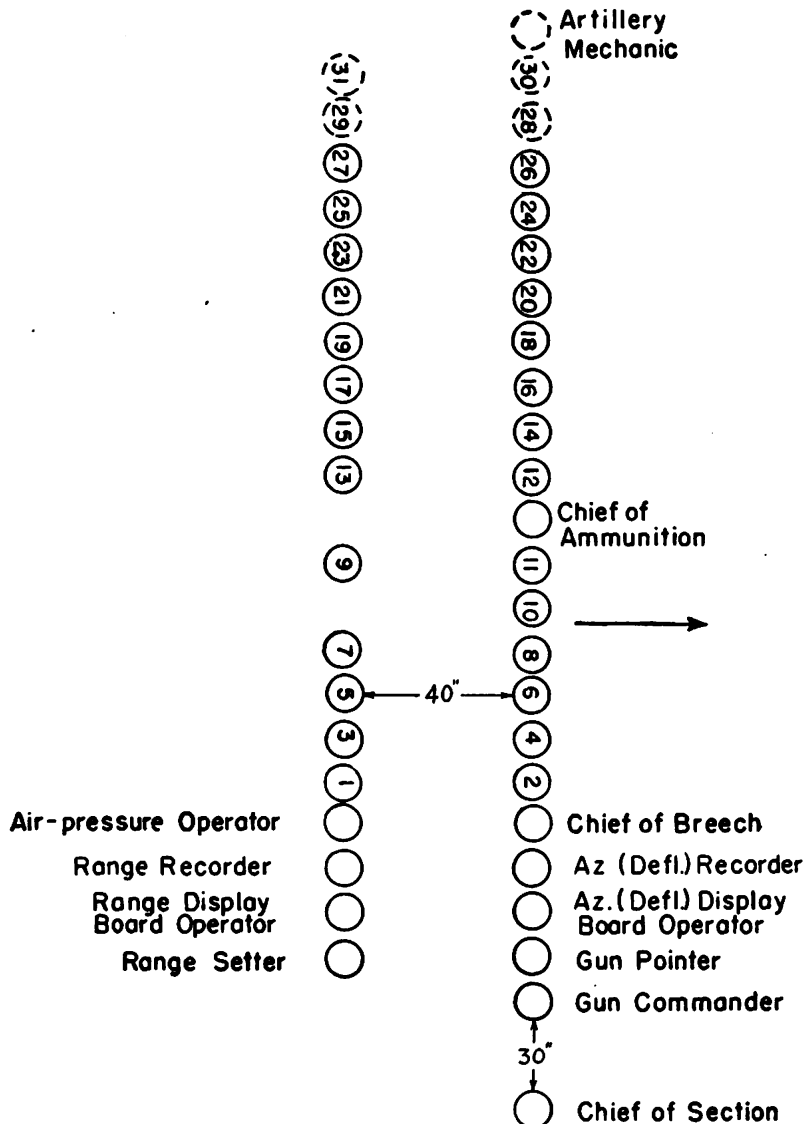 Artillery
Mechanic
31 30
29 28
27 26
25 24
23 22
21 20
19 18
17 16
15 14
13 12
Chief of
Ammunition
9 11
10
7 8
5 40" 6
3 4
1 2
Air-pressure Operator Chief of Breech
Range Recorder Az (Defl.) Recorder
Range Display Az. (Defl.) Display
Board Operator Board Operator
Range Setter Gun Pointer
Gun Commander
30"
Chief of Section